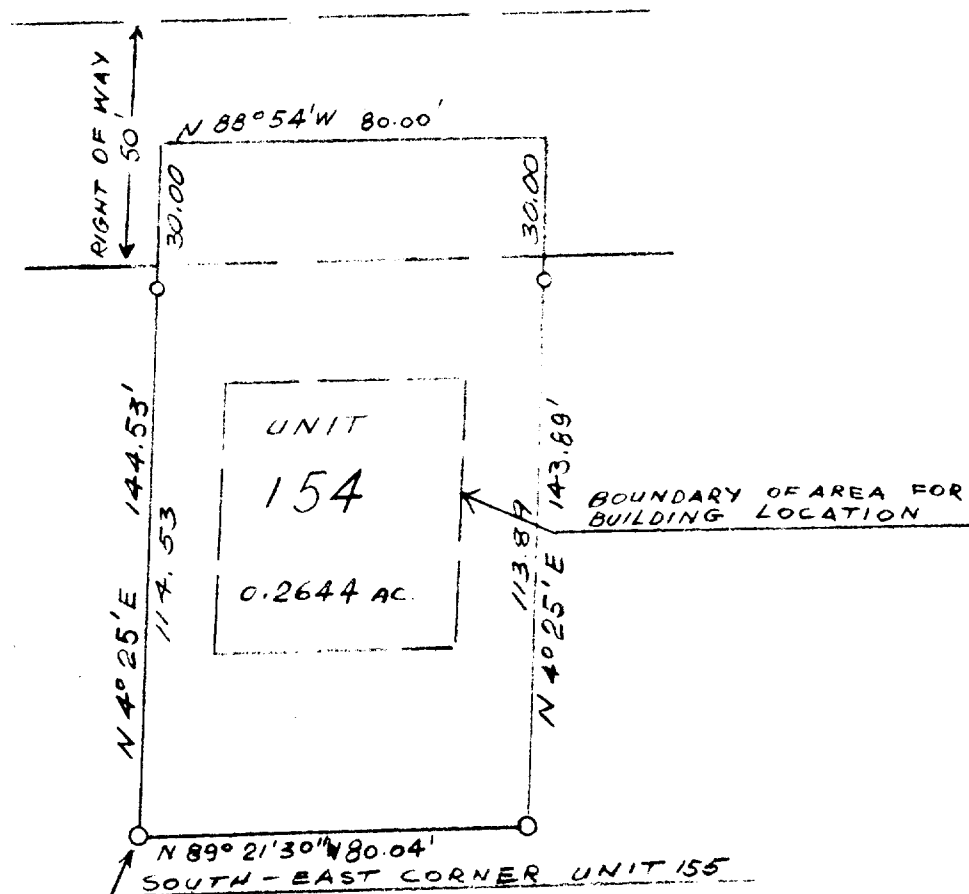 RIGHT OF WAY
50'
N 88° 54' W 80.00'
30.00
30.00
N 4° 25' E 144.53'
114.53
UNIT
154
0.2644 AC.
113.89
N 4° 25' E 143.89'
BOUNDARY OF AREA FOR
BUILDING LOCATION
N 89° 21' 30" W 80.04'
SOUTH-EAST CORNER UNIT 155